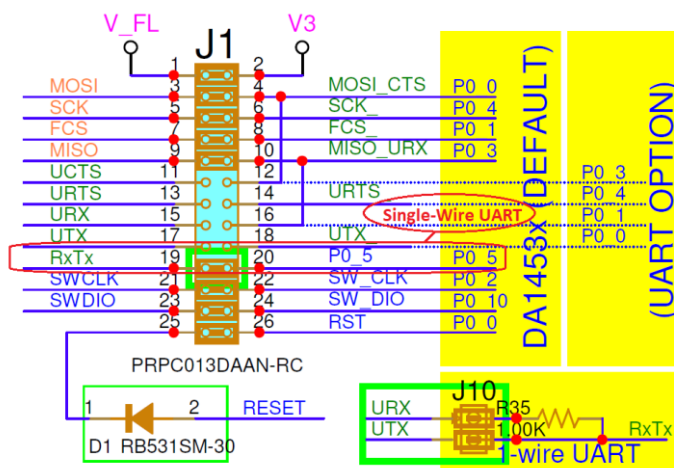 V_FL J1 V3
1 2
MOSI 3 4 MOSI_CTS P0_0
SCK 5 6 SCK_ P0_4
FCS 7 8 FCS_ P0_1
MISO 9 10 MISO_URX P0_3
UCTS 11 12 P0_3
URTS 13 14 URTS P0_4
URX 15 16 Single-Wire UART P0_1
UTX 17 18 UTX_ P0_0
RxTx 19 20 P0_5 P0_5
SWCLK 21 22 SW_CLK P0_2
SWDIO 23 24 SW_DIO P0_10
25 26 RST P0_0
DA1453x (DEFAULT)
(UART OPTION)
PRPC013DAAN-RC
1 2 RESET
D1 RB531SM-30
J10
URX R35
UTX 1.00K RxTx
1-wire UART